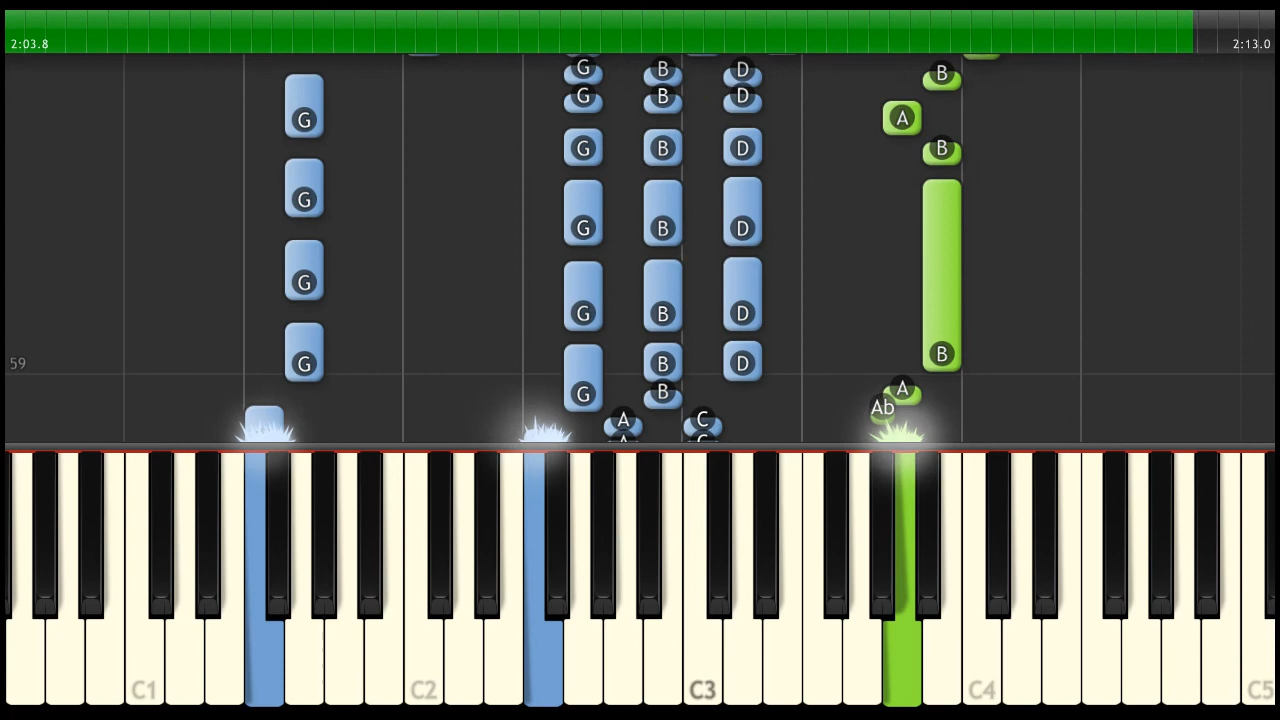 2:03.8 2:13.0
G B D B
G G B D
A
G G B D B
G G B D
G G B D
59 G B D B
G B A
Ab
A C
A C
C1 C2 C3 C4 C5